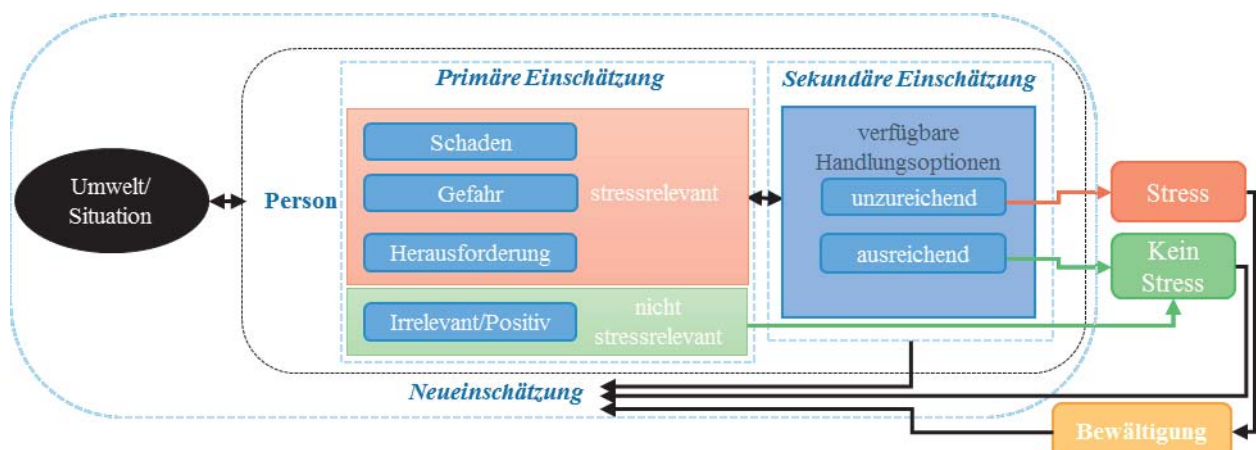 Primäre Einschätzung
Sekundäre Einschätzung
Umwelt/
Situation
Person
Schaden
Gefahr
Herausforderung
stressrelevant
Irrelevant/Positiv
nicht
stressrelevant
verfügbare
Handlungsoptionen
unzureichend
ausreichend
Stress
Kein
Stress
Neueinschätzung
Bewältigung